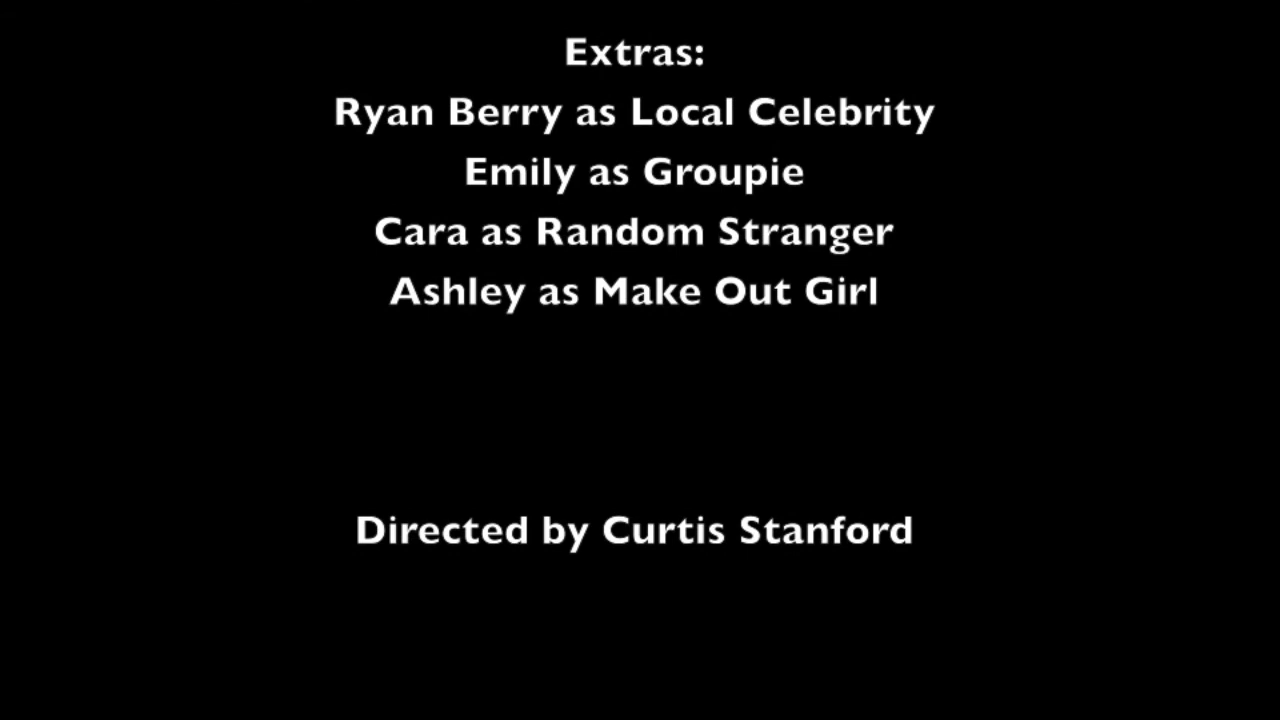 Extras:
Ryan Berry as Local Celebrity
Emily as Groupie
Cara as Random Stranger
Ashley as Make Out Girl
Directed by Curtis Stanford